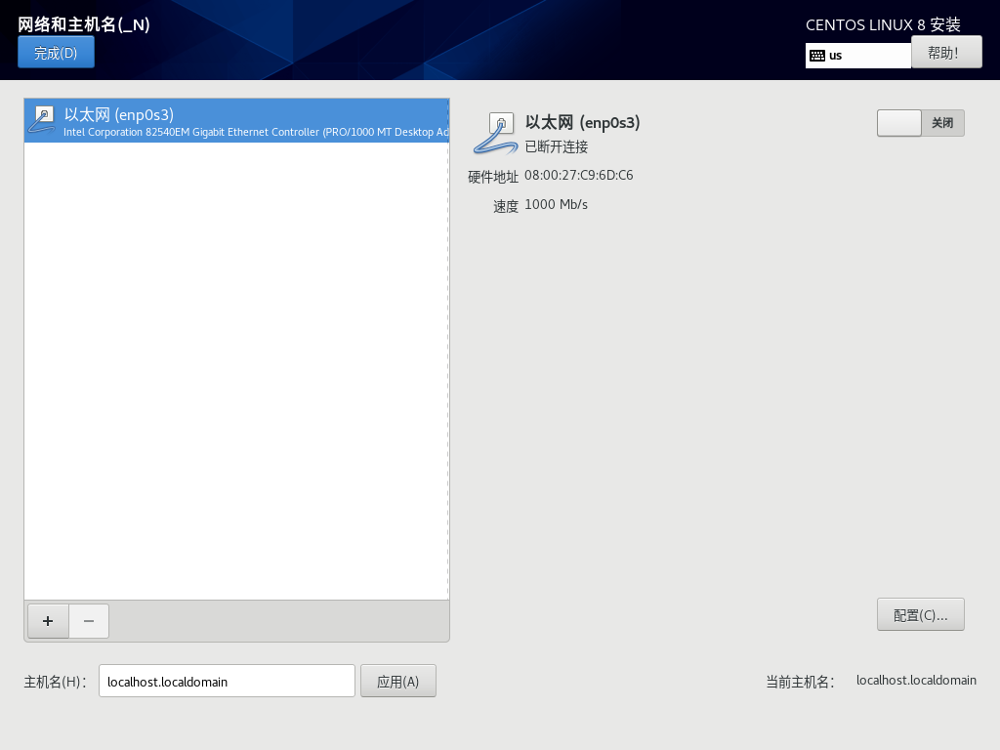 网络和主机名(_N)
CENTOS LINUX 8 安装
完成(D)
us
帮助!
以太网 (enp0s3)
Intel Corporation 82540EM Gigabit Ethernet Controller (PRO/1000 MT Desktop Ad
以太网 (enp0s3)
已断开连接
关闭
硬件地址 08:00:27:C9:6D:C6
速度 1000 Mb/s
+ −
配置(C)...
主机名(H)： localhost.localdomain 应用(A)
当前主机名： localhost.localdomain